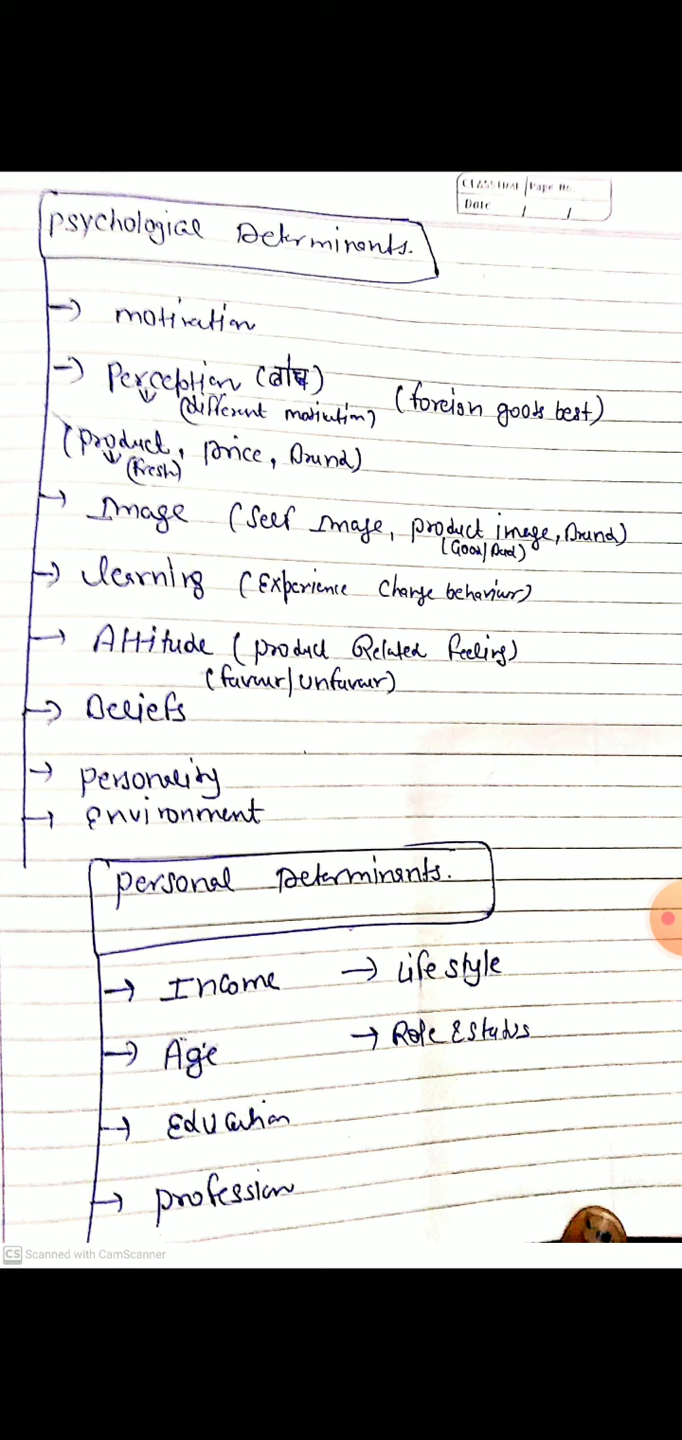 CLASSMATE Page No.
Date / /
Psychological Determinants.
→ motivation
→ Perception (बोध) (foreign goods best)
(different motivation)
(product, price, Brand)
(fresh)
→ Image (Self Image, product image, Brand)
(Good/Bad)
→ learning (Experience Change behaviour)
→ Attitude (product Related feeling)
(favour/unfavour)
→ Beliefs
→ personality
→ Environment
personal Determinants.
→ Income → Life style
→ Age → Role & Status
→ Education
→ profession
CS Scanned with CamScanner